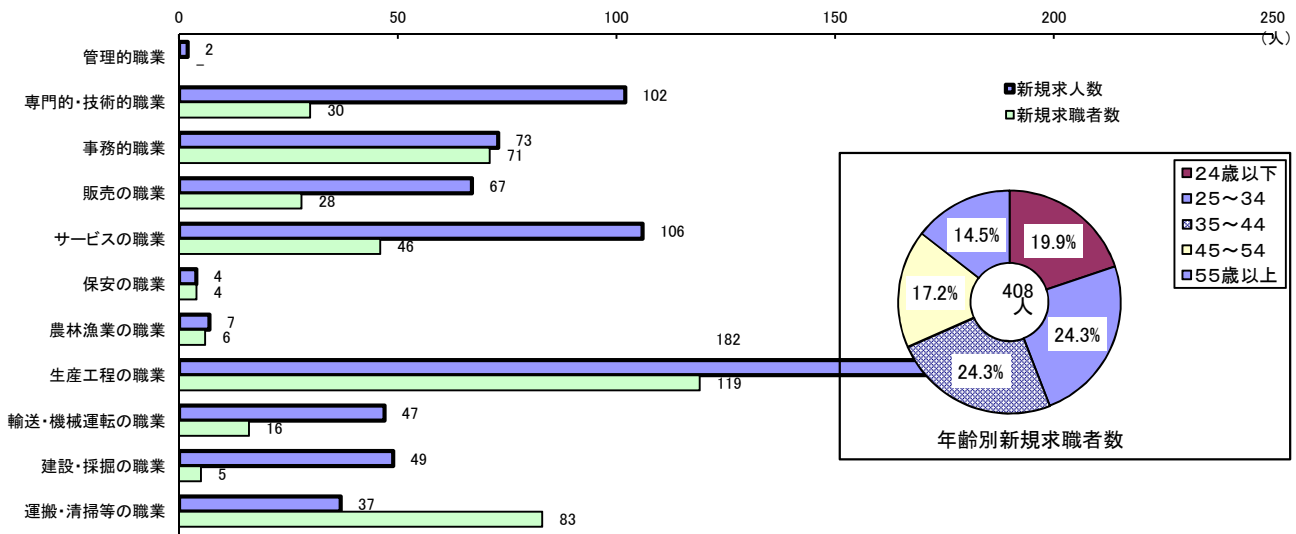 0 50 100 150 200 250
(人)
管理的職業 2
–
専門的・技術的職業 102
30
事務的職業 73
71
販売の職業 67
28
サービスの職業 106
46
保安の職業 4
4
農林漁業の職業 7
6
生産工程の職業 182
119
輸送・機械運転の職業 47
16
建設・採掘の職業 49
5
運搬・清掃等の職業 37
83
新規求人数
新規求職者数
24歳以下
25～34
35～44
45～54
55歳以上
14.5% 19.9%
17.2% 408
人
24.3%
24.3%
年齢別新規求職者数